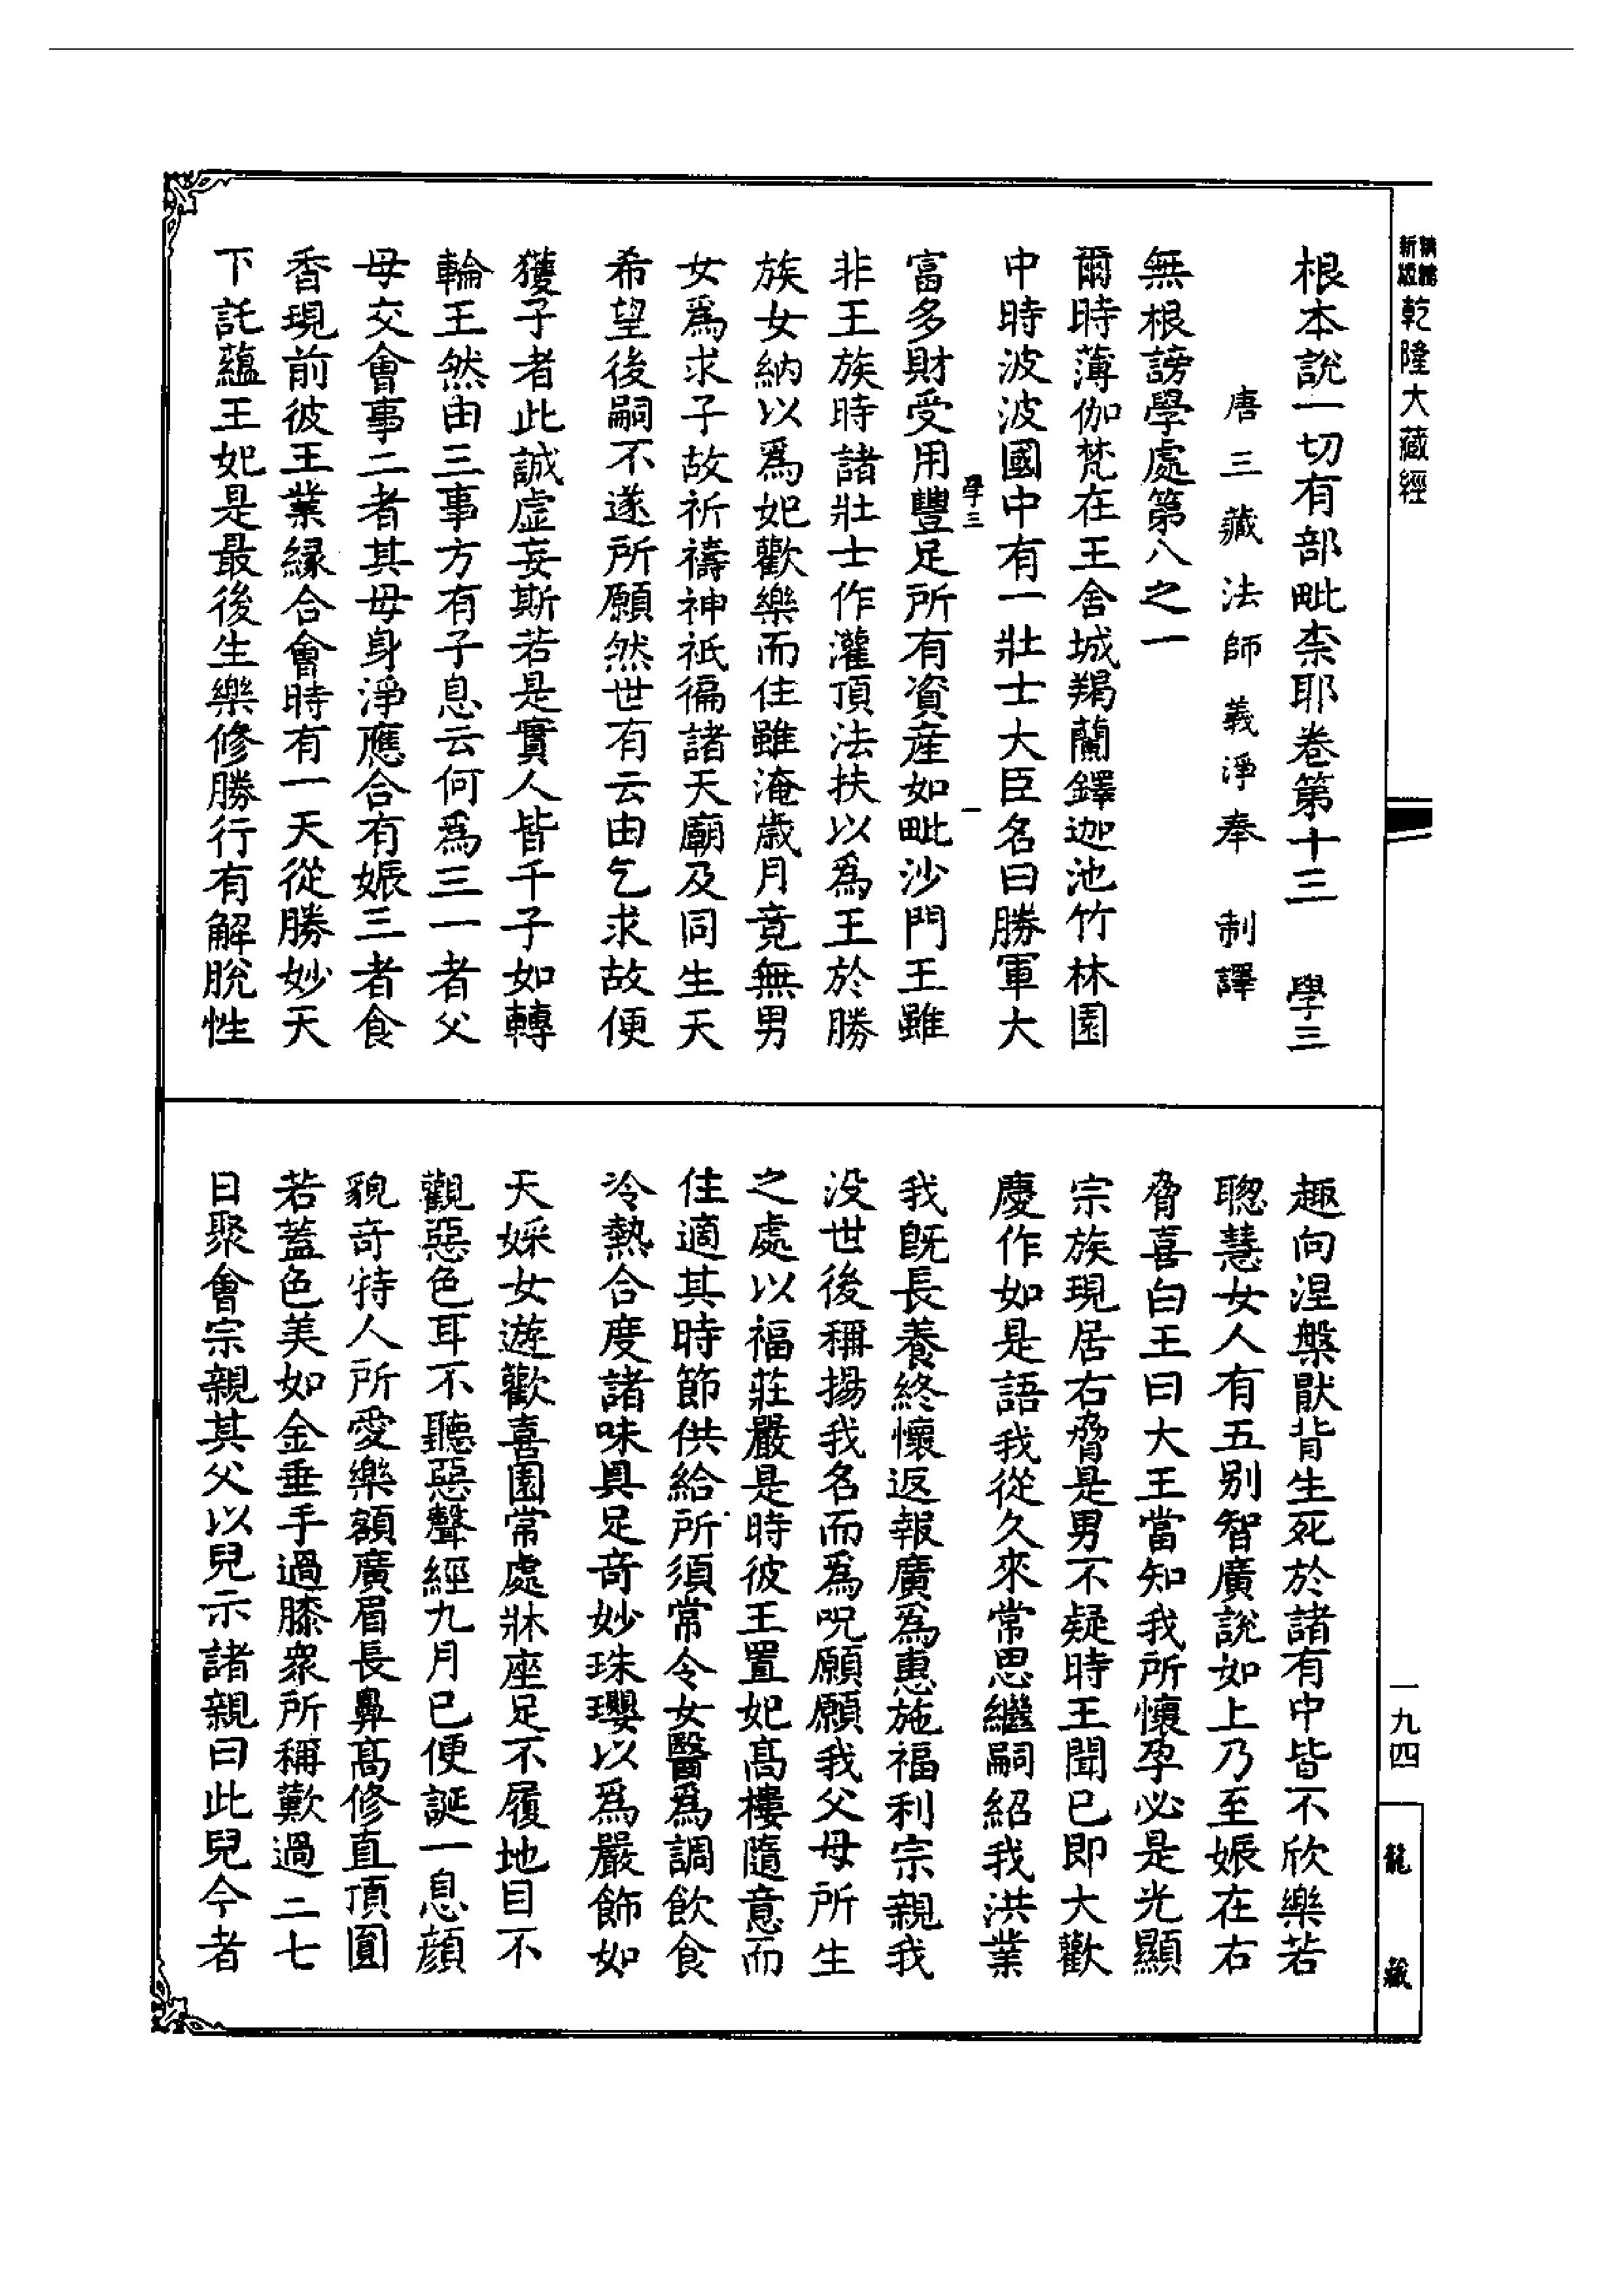 乾隆大藏經
根本說一切有部毗柰耶卷第十三 學三
唐三藏法師義淨奉 制譯
無根謗學處第八之一
爾時薄伽梵在王舍城羯蘭鐸迦池竹林園
中時波波國中有一壯士大臣名曰勝軍大
學三 一
富多財受用豐足所有資産如毗沙門王雖
非王族時諸壯士作灌頂法扶以爲王於勝
族女納以爲妃歡樂而住雖淹歲月竟無男
女爲求子故祈禱神祇徧諸天廟及同生天
希望後嗣不遂所願然世有云由乞求故便
獲子者此誠虛妄斯若是實人皆千子如轉
輪王然由三事方有子息云何爲三一者父
母交會事二者其母身淨應合有娠三者食
香現前彼王業緣合會時有一天從勝妙天
下託蘊王妃是最後生樂修勝行有解脫性
趣向涅槃厭背生死於諸有中皆不欣樂若
聰慧女人有五別智廣說如上乃至娠在右
脅喜白王曰大王當知我所懷孕必是光顯
宗族現居右脅是男不疑時王聞已即大歡
慶作如是語我從久來常思繼嗣紹我洪業
我旣長養終懷返報廣爲惠施福利宗親我
没世後稱揚我名而爲呪願願我父母所生
之處以福莊嚴是時彼王置妃高樓隨意而
住適其時節供給所須常令女醫爲調飲食
冷熱合度諸味具足奇妙珠瓔以爲嚴飾如
天婇女遊歡喜園常處牀座足不履地目不
觀惡色耳不聽惡聲經九月已便誕一息顏
貌奇特人所愛樂額廣眉長鼻高修直頂圓
若蓋色美如金垂手過膝衆所稱歎過二七
日聚會宗親其父以兒示諸親曰此兒今者
一九四
龍藏